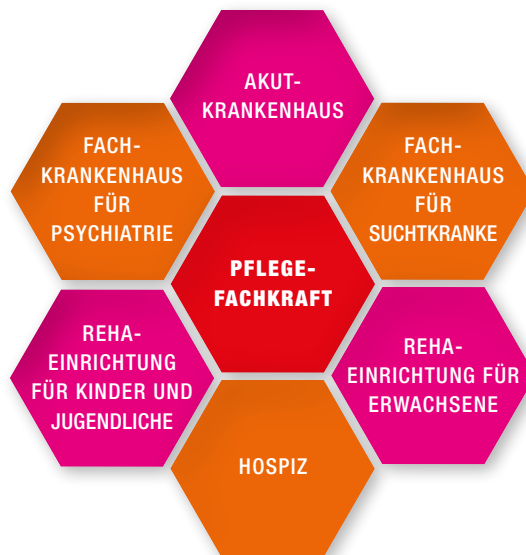 AKUT-
KRANKENHAUS
FACH-
KRANKENHAUS
FÜR
PSYCHIATRIE
FACH-
KRANKENHAUS
FÜR
SUCHTKRANKE
PFLEGE-
FACHKRAFT
REHA-
EINRICHTUNG
FÜR KINDER UND
JUGENDLICHE
REHA-
EINRICHTUNG FÜR
ERWACHSENE
HOSPIZ